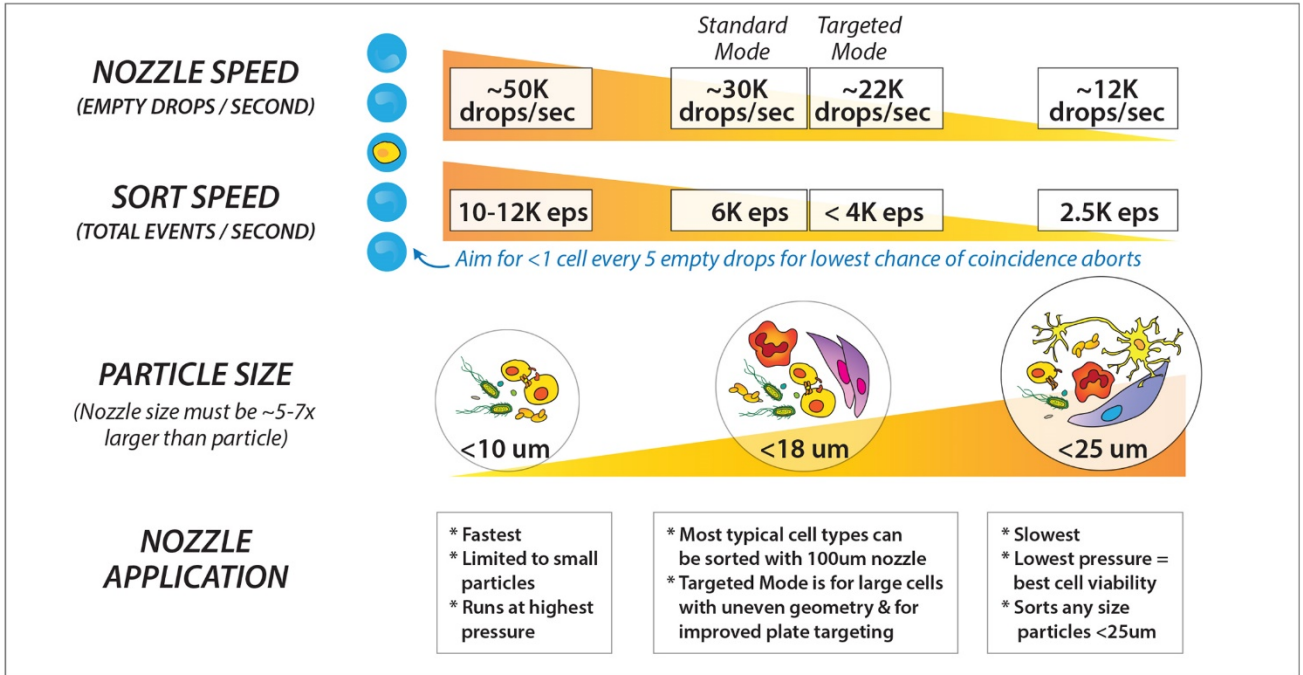 Standard
Mode
Targeted
Mode
NOZZLE SPEED
(EMPTY DROPS / SECOND)
~50K
drops/sec
~30K
drops/sec
~22K
drops/sec
~12K
drops/sec
SORT SPEED
(TOTAL EVENTS / SECOND)
10-12K eps
6K eps
< 4K eps
2.5K eps
Aim for <1 cell every 5 empty drops for lowest chance of coincidence aborts
PARTICLE SIZE
(Nozzle size must be ~5-7x
larger than particle)
<10 um
<18 um
<25 um
NOZZLE
APPLICATION
* Fastest
* Limited to small
particles
* Runs at highest
pressure
* Most typical cell types can
be sorted with 100um nozzle
* Targeted Mode is for large cells
with uneven geometry & for
improved plate targeting
* Slowest
* Lowest pressure =
best cell viability
* Sorts any size
particles <25um